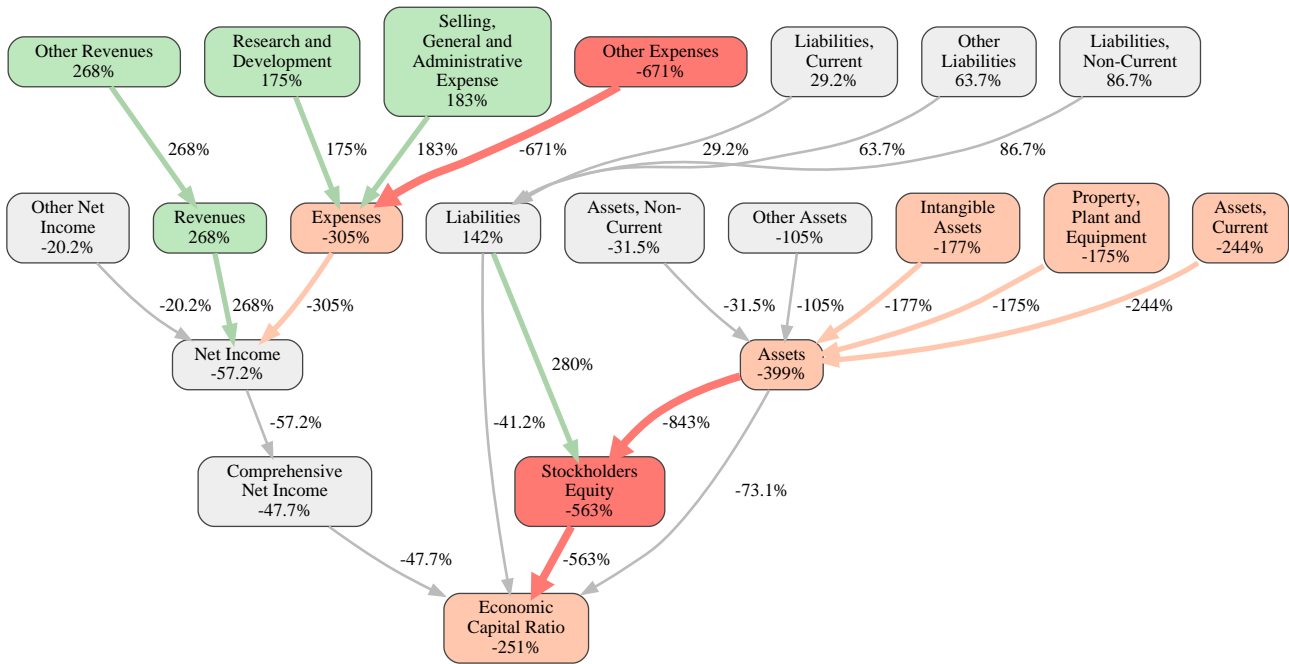 Other Revenues
268%
Research and
Development
175%
Selling,
General and
Administrative
Expense
183%
Other Expenses
-671%
Liabilities,
Current
29.2%
Other
Liabilities
63.7%
Liabilities,
Non-Current
86.7%
268%
175%
183%
-671%
29.2%
63.7%
86.7%
Other Net
Income
-20.2%
Revenues
268%
Expenses
-305%
Liabilities
142%
Assets, Non-
Current
-31.5%
Other Assets
-105%
Intangible
Assets
-177%
Property,
Plant and
Equipment
-175%
Assets,
Current
-244%
-20.2%
268%
-305%
-31.5%
-105%
-177%
-175%
-244%
Net Income
-57.2%
280%
Assets
-399%
-57.2%
-41.2%
-843%
Comprehensive
Net Income
-47.7%
Stockholders
Equity
-563%
-73.1%
-47.7%
-563%
Economic
Capital Ratio
-251%